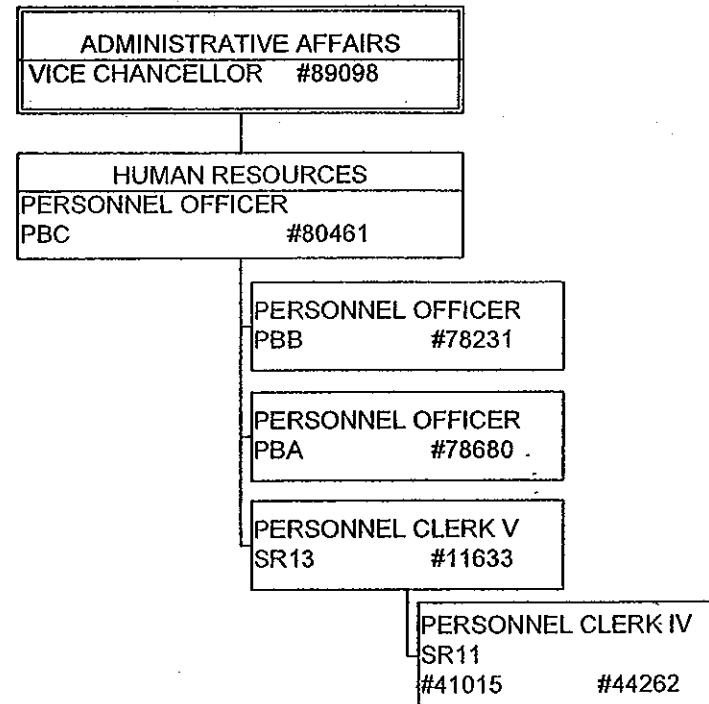 ADMINISTRATIVE AFFAIRS
VICE CHANCELLOR #89098
HUMAN RESOURCES
PERSONNEL OFFICER
PBC #80461
PERSONNEL OFFICER
PBB #78231
PERSONNEL OFFICER
PBA #78680
PERSONNEL CLERK V
SR13 #11633
PERSONNEL CLERK IV
SR11
#41015 #44262